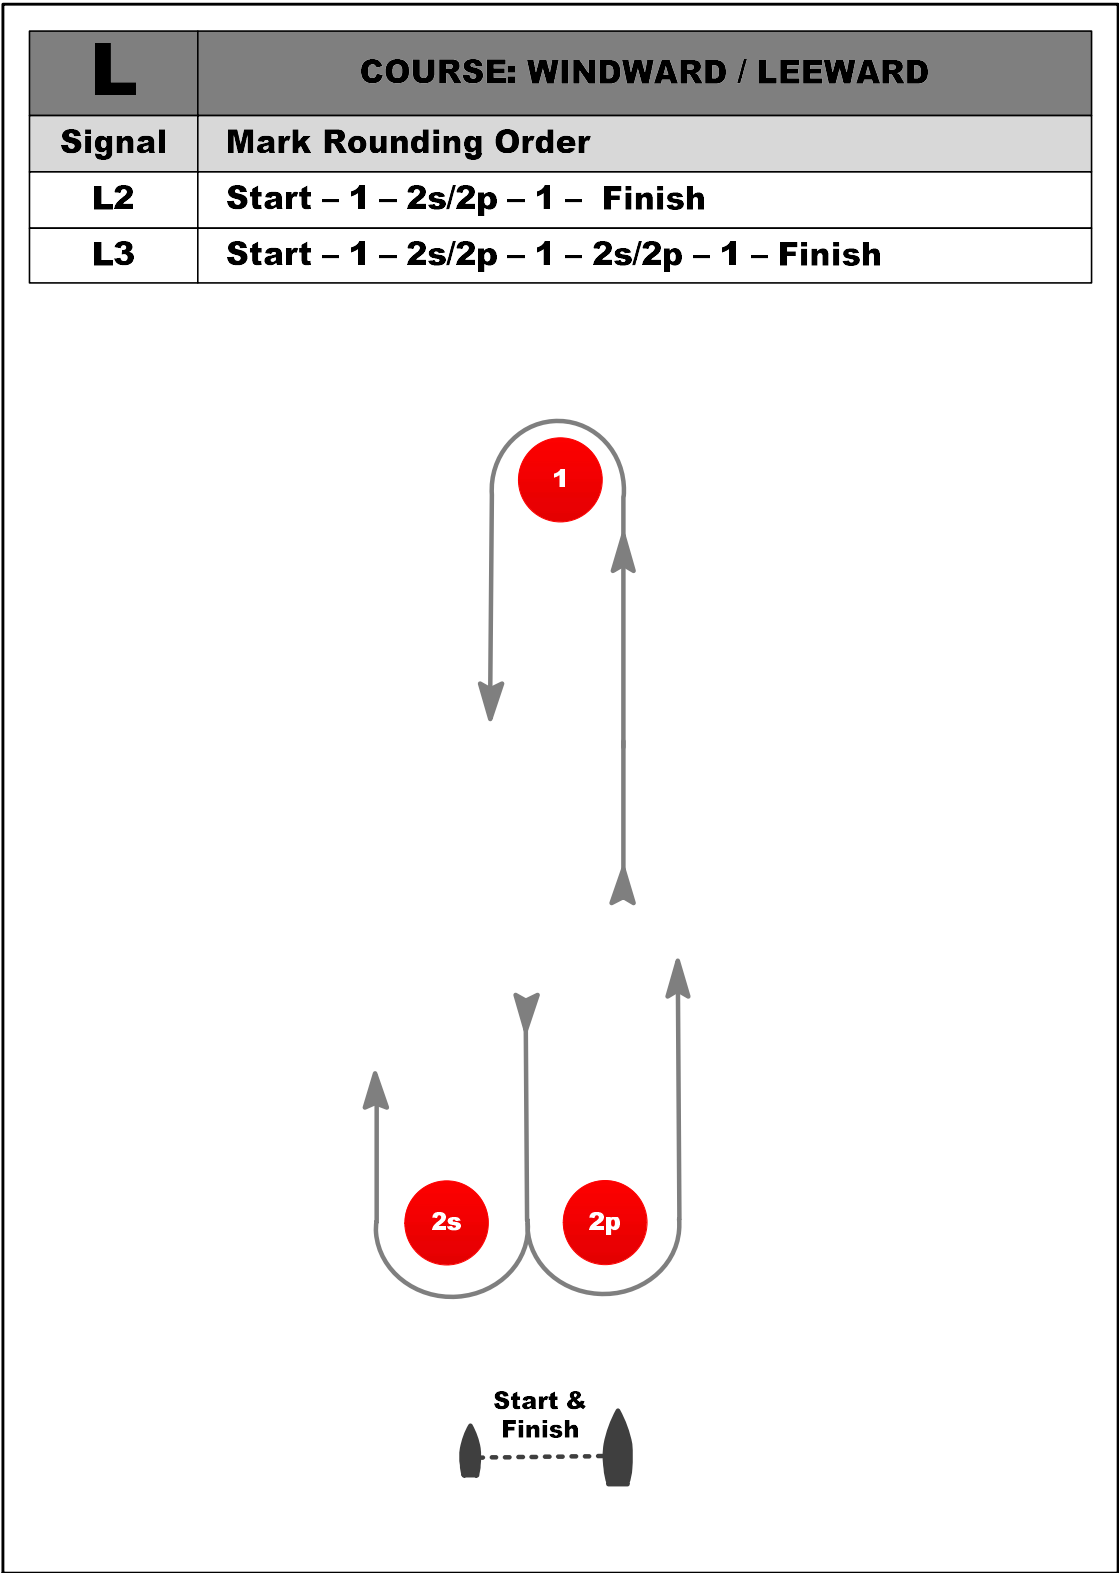 L
COURSE: WINDWARD / LEEWARD
Signal
Mark Rounding Order
L2
Start – 1 – 2s/2p – 1 – Finish
L3
Start – 1 – 2s/2p – 1 – 2s/2p – 1 – Finish
1
2s
2p
Start &
Finish